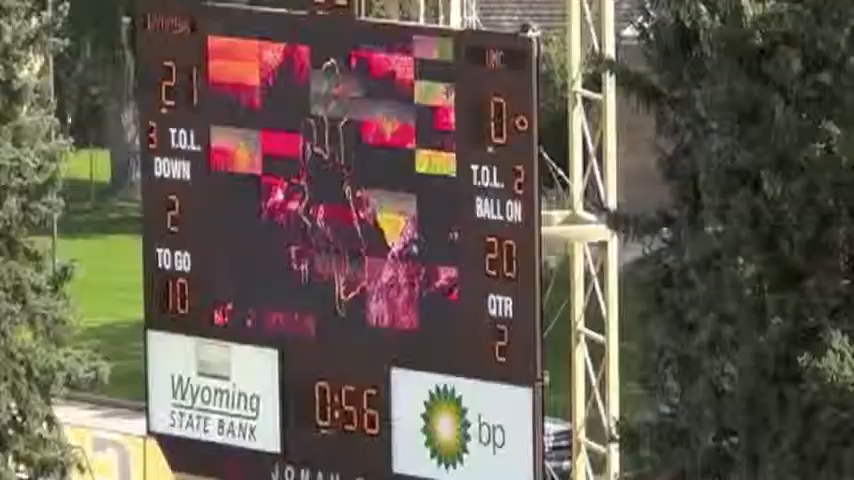 21
0
3 T.O.L.
T.O.L. 2
DOWN
BALL ON
2
20
TO GO
QTR
10
2
Wyoming
STATE BANK
0:56
bp